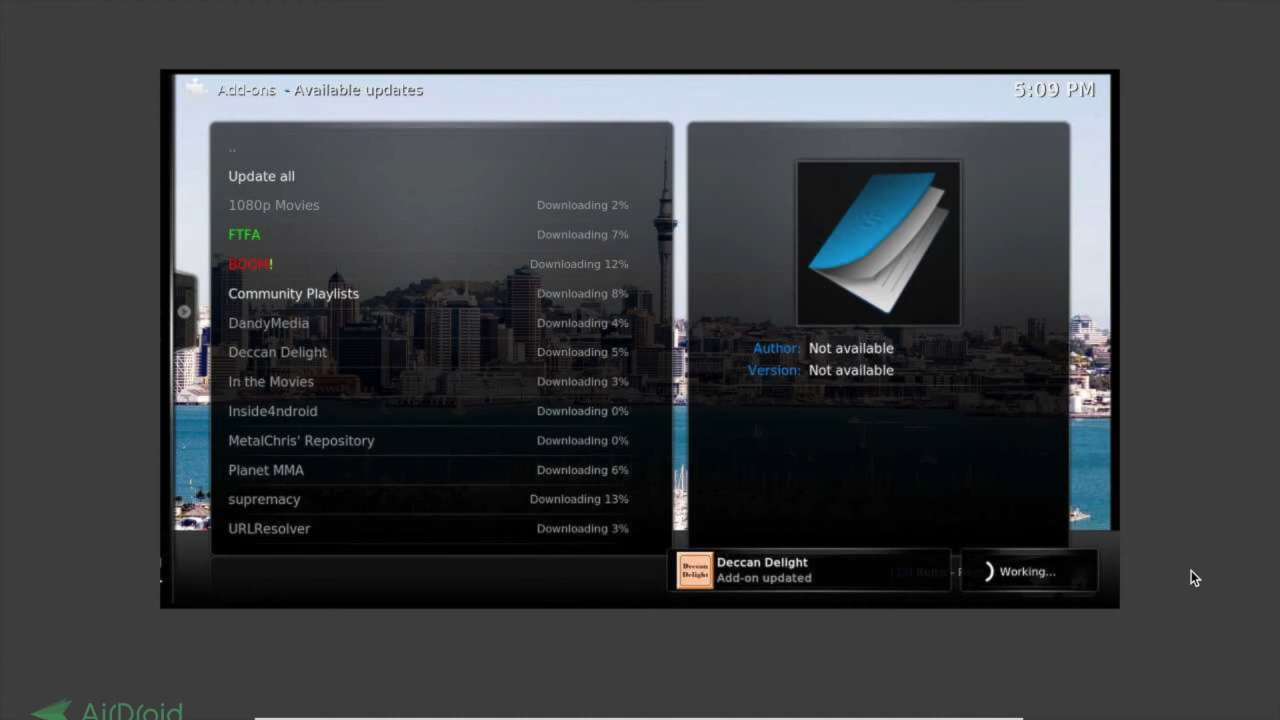 Add-ons - Available updates
5:09 PM
..
Update all
1080p Movies Downloading 2%
FTFA Downloading 7%
BOOM! Downloading 12%
Community Playlists Downloading 8%
DandyMedia Downloading 4%
Deccan Delight Downloading 5%
In the Movies Downloading 3%
Inside4ndroid Downloading 0%
MetalChris' Repository Downloading 0%
Planet MMA Downloading 6%
supremacy Downloading 13%
URLResolver Downloading 3%
Author: Not available
Version: Not available
Deccan Delight
Deccan Delight
Add-on updated
Working...
AirDroid